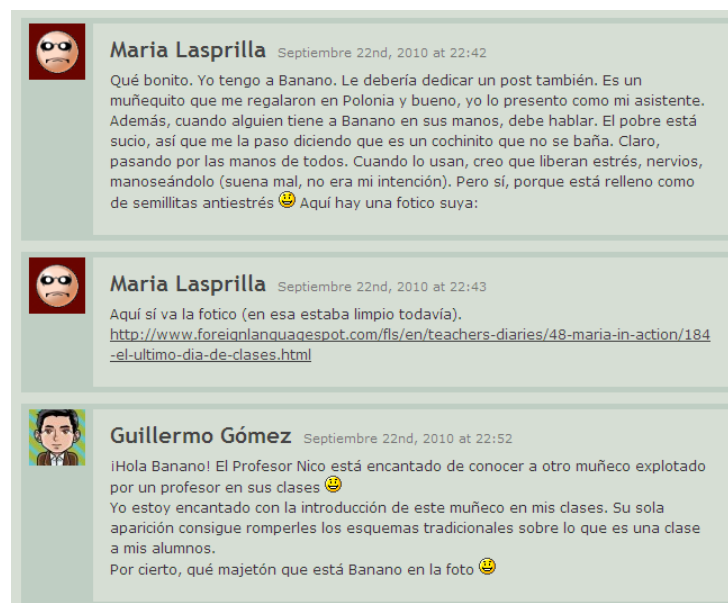 Maria Lasprilla Septiembre 22nd, 2010 at 22:42
Qué bonito. Yo tengo a Banano. Le debería dedicar un post también. Es un
muñequito que me regalaron en Polonia y bueno, yo lo presento como mi asistente.
Además, cuando alguien tiene a Banano en sus manos, debe hablar. El pobre está
sucio, así que me la paso diciendo que es un cochinito que no se baña. Claro,
pasando por las manos de todos. Cuando lo usan, creo que liberan estrés, nervios,
manoseándolo (suena mal, no era mi intención). Pero sí, porque está relleno como
de semillitas antiestrés Aquí hay una fotico suya:
Maria Lasprilla Septiembre 22nd, 2010 at 22:43
Aquí sí va la fotico (en esa estaba limpio todavía).
http://www.foreignlanguagespot.com/fls/en/teachers-diaries/48-maria-in-action/184
-el-ultimo-dia-de-clases.html
Guillermo Gómez Septiembre 22nd, 2010 at 22:52
¡Hola Banano! El Profesor Nico está encantado de conocer a otro muñeco explotado
por un profesor en sus clases
Yo estoy encantado con la introducción de este muñeco en mis clases. Su sola
aparición consigue romperles los esquemas tradicionales sobre lo que es una clase
a mis alumnos.
Por cierto, qué majetón que está Banano en la foto